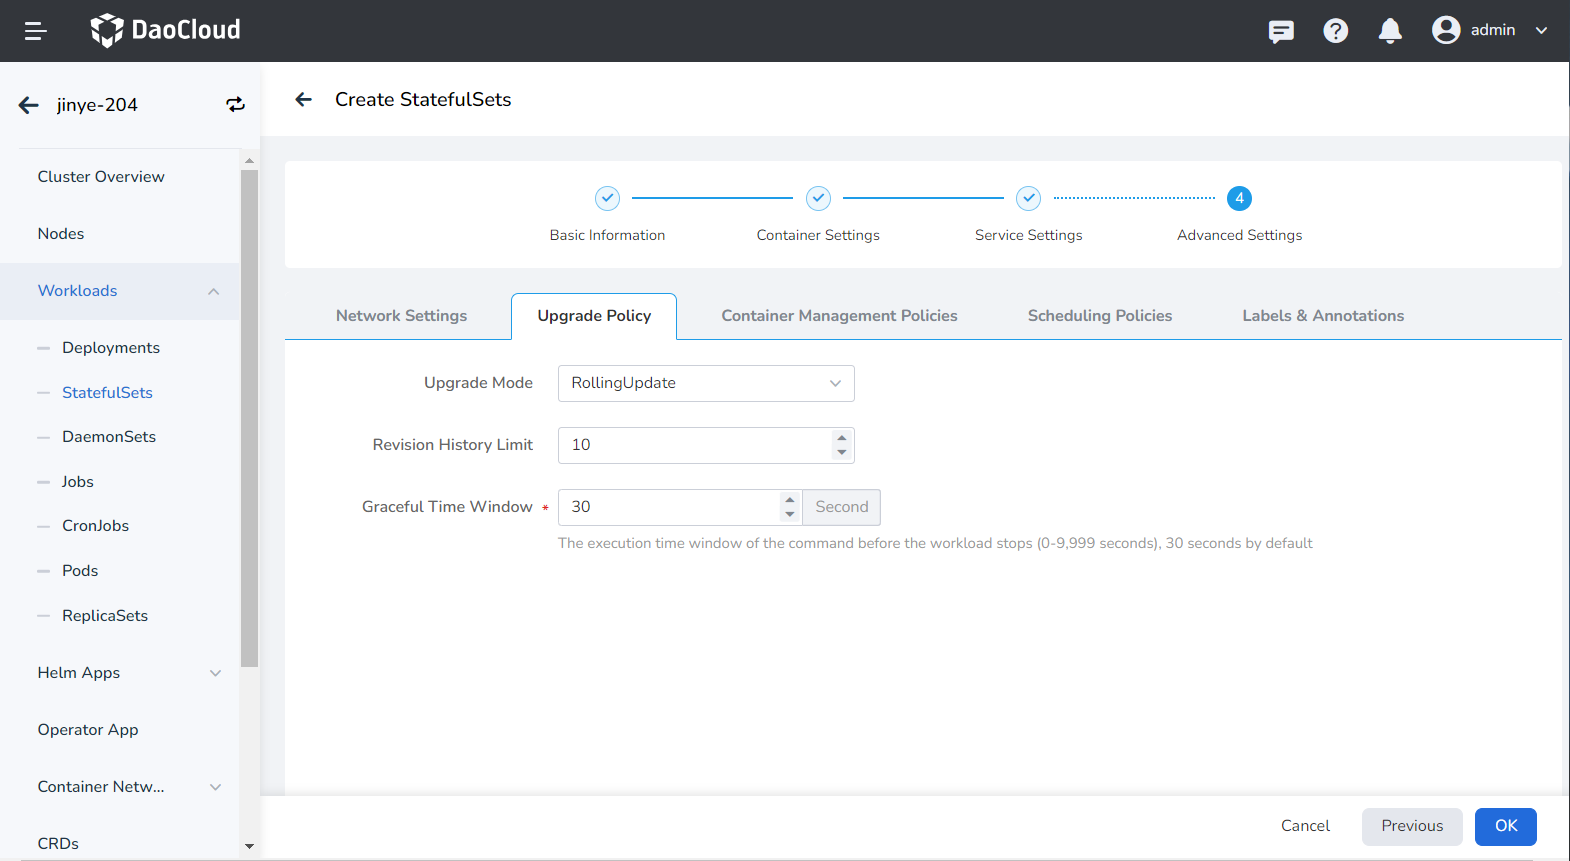 DaoCloud
admin
jinye-204
Create StatefulSets
Cluster Overview
Nodes
Workloads
Deployments
StatefulSets
DaemonSets
Jobs
CronJobs
Pods
ReplicaSets
Helm Apps
Operator App
Container Netw...
CRDs
4
Basic Information
Container Settings
Service Settings
Advanced Settings
Network Settings
Upgrade Policy
Container Management Policies
Scheduling Policies
Labels & Annotations
Upgrade Mode
RollingUpdate
Revision History Limit
10
Graceful Time Window *
30
Second
The execution time window of the command before the workload stops (0-9,999 seconds), 30 seconds by default
Cancel
Previous
OK